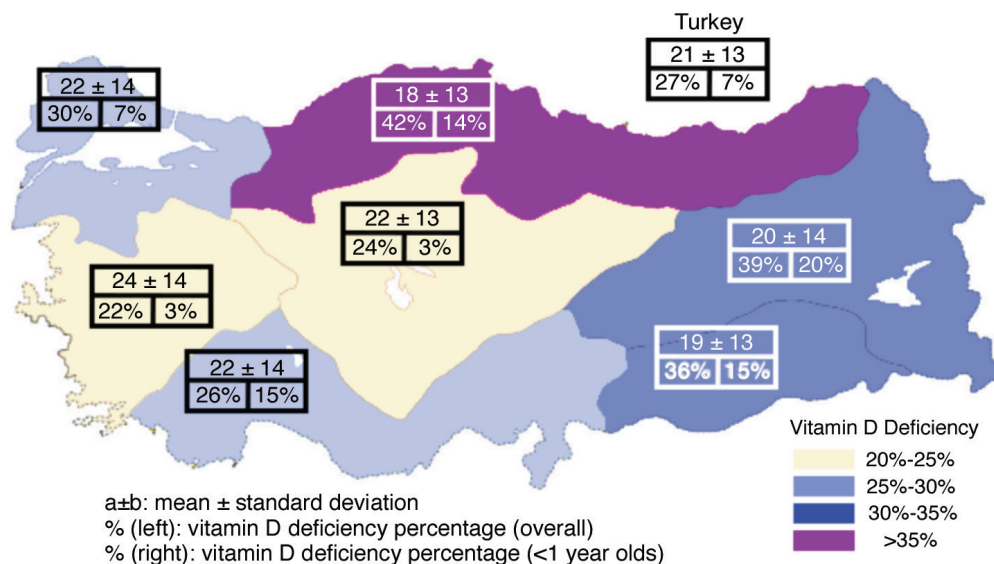 Turkey
21 ± 13
27% 7%
22 ± 14
30% 7%
18 ± 13
42% 14%
22 ± 13
24% 3%
20 ± 14
39% 20%
24 ± 14
22% 3%
19 ± 13
36% 15%
22 ± 14
26% 15%
Vitamin D Deficiency
20%-25%
25%-30%
30%-35%
>35%
a±b: mean ± standard deviation
% (left): vitamin D deficiency percentage (overall)
% (right): vitamin D deficiency percentage (<1 year olds)